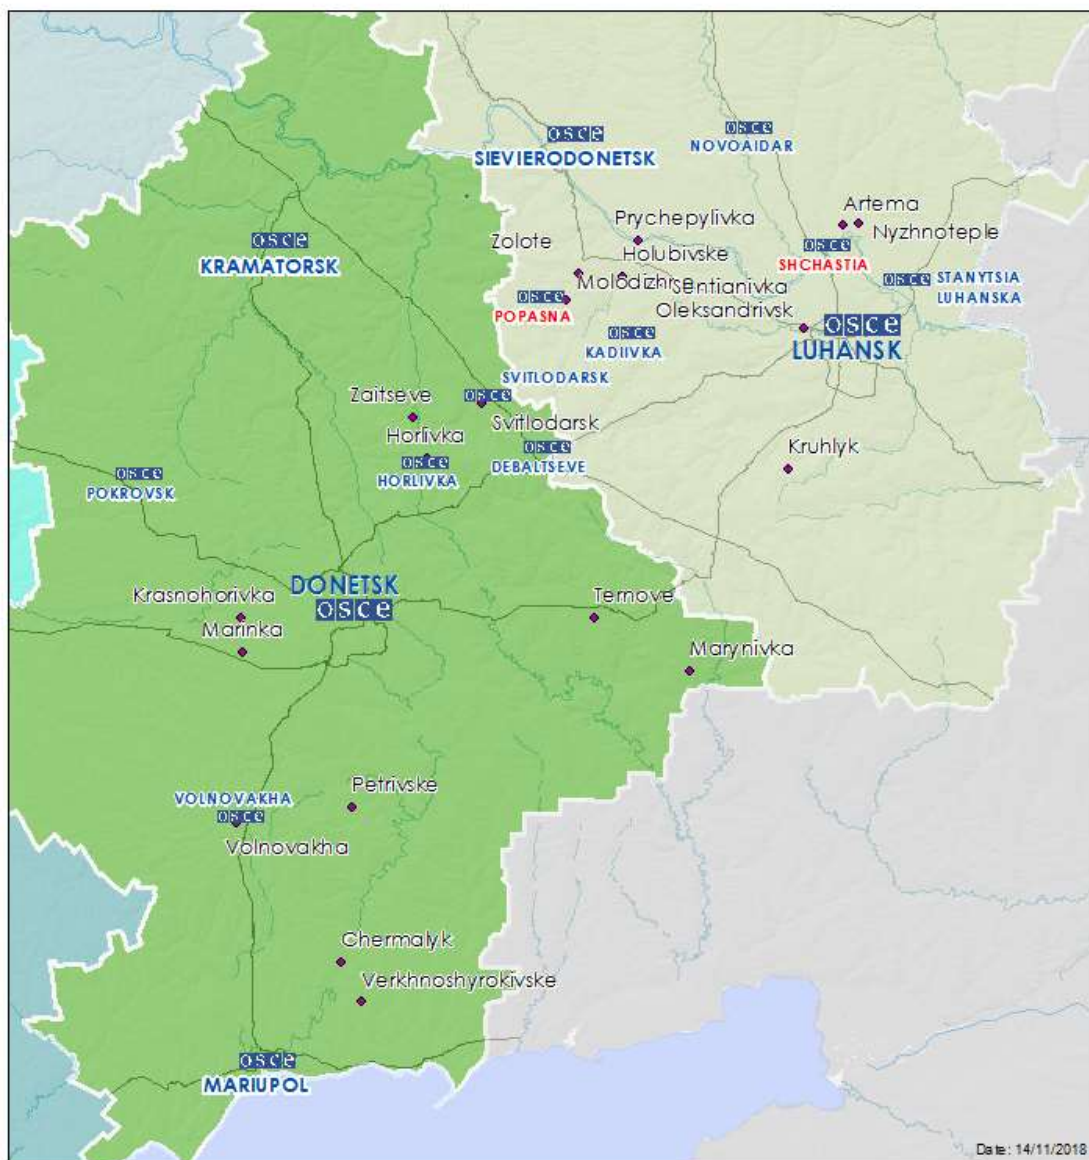 osce
SIEVIERODONETSK
osce
NOVOAIDAR
Artema
Nyzhnoteple
Prychepylivka
osce
KRAMATORSK
Zolote
Holubivske
osce
SHCHASTIA
Molodizhne
Sentianivka
osce
STANYTSIA
LUHANSKA
osce
POPASNA
Oleksandrivsk
osce
LUHANSK
osce
KADIIVKA
SVITLODARSK
osce
Zaitseve
Svitlodarsk
Horlivka
osce
DEBALTSEVE
Kruhlyk
osce
HORLIVKA
osce
POKROVSK
DONETSK
osce
Krasnohorivka
Marinka
Ternove
Marynivka
Petrivske
VOLNOVAKHA
osce
Volnovakha
Chermalyk
Verkhnoshyrokivske
osce
MARIUPOL
Date: 14/11/2018